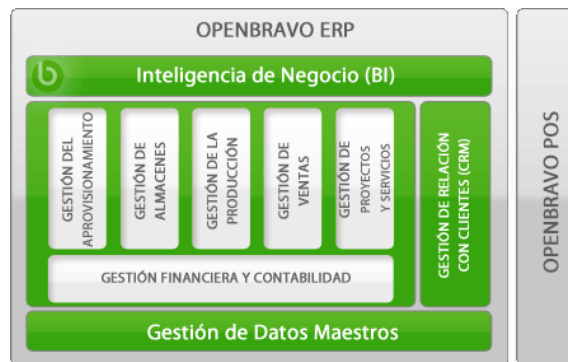 OPENBRAVO ERP
b
Inteligencia de Negocio (BI)
GESTIÓN DEL
APROVISIONAMIENTO
GESTIÓN DE
ALMACENES
GESTIÓN DE LA
PRODUCCIÓN
GESTIÓN DE
VENTAS
GESTIÓN DE
PROYECTOS
Y SERVICIOS
GESTIÓN DE RELACIÓN
CON CLIENTES (CRM)
GESTIÓN FINANCIERA Y CONTABILIDAD
Gestión de Datos Maestros
OPENBRAVO POS